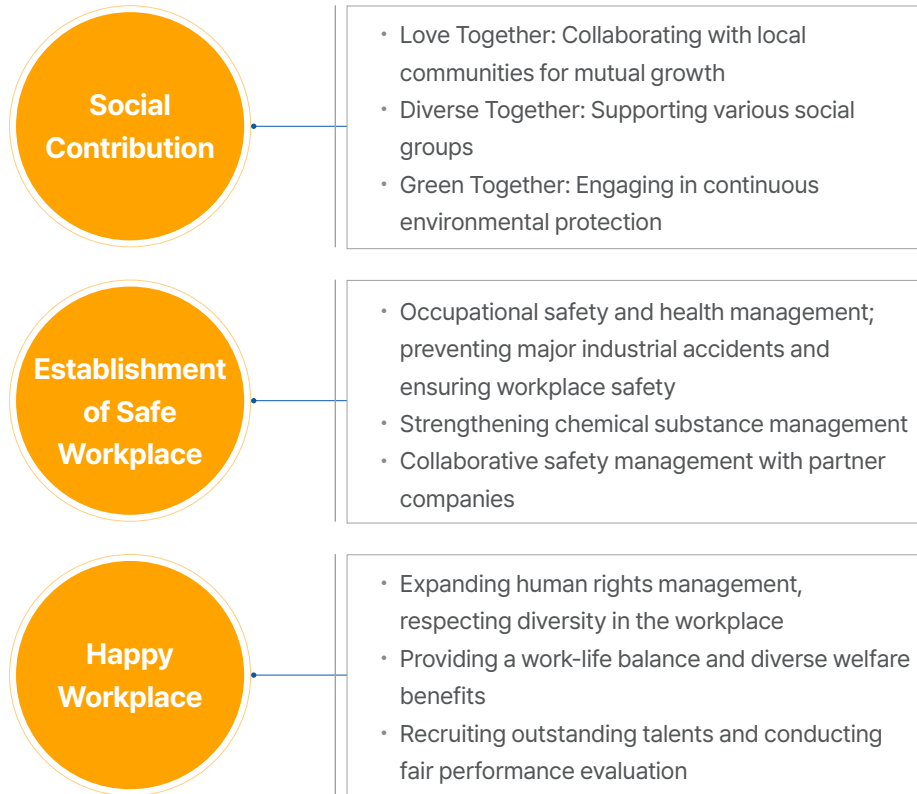 Social
Contribution
• Love Together: Collaborating with local
communities for mutual growth
• Diverse Together: Supporting various social
groups
• Green Together: Engaging in continuous
environmental protection
Establishment
of Safe
Workplace
• Occupational safety and health management;
preventing major industrial accidents and
ensuring workplace safety
• Strengthening chemical substance management
• Collaborative safety management with partner
companies
Happy
Workplace
• Expanding human rights management,
respecting diversity in the workplace
• Providing a work-life balance and diverse welfare
benefits
• Recruiting outstanding talents and conducting
fair performance evaluation